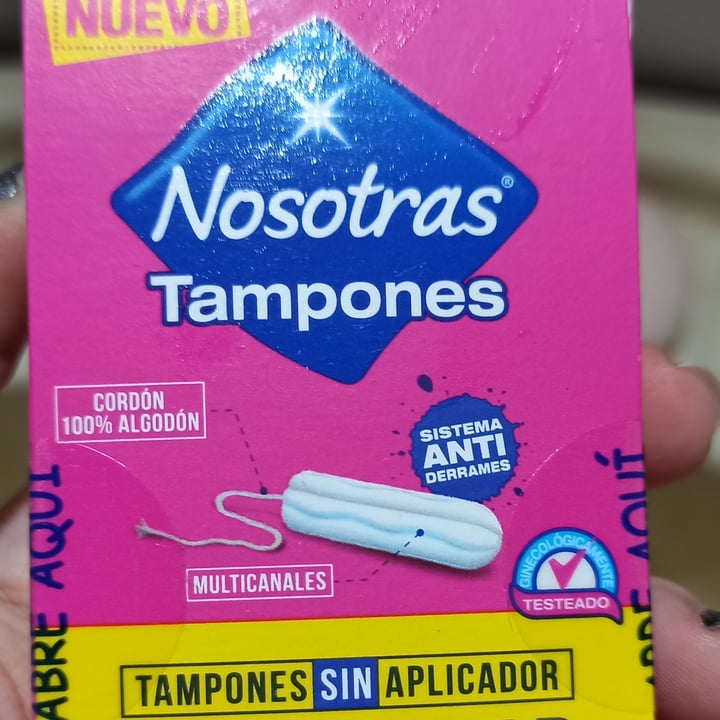 NUEVO
Nosotras®
Tampones
CORDÓN
100% ALGODÓN
SISTEMA
ANTI
DERRAMES
MULTICANALES
GINECOLÓGICAMENTE
TESTEADO
ABRE AQUÍ
ABRE AQUÍ
TAMPONES SIN APLICADOR